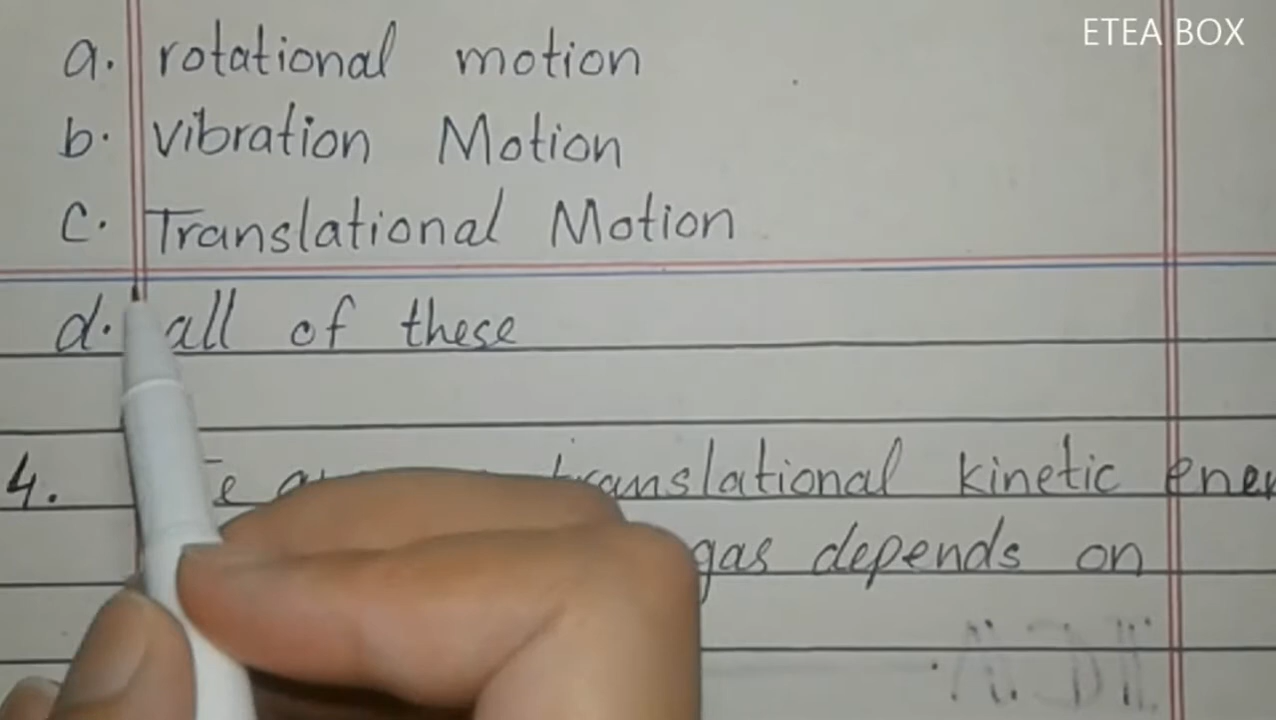 ETEA BOX
a. rotational motion
b. vibration Motion
c. Translational Motion
d. all of these
4. translational kinetic ener
gas depends on